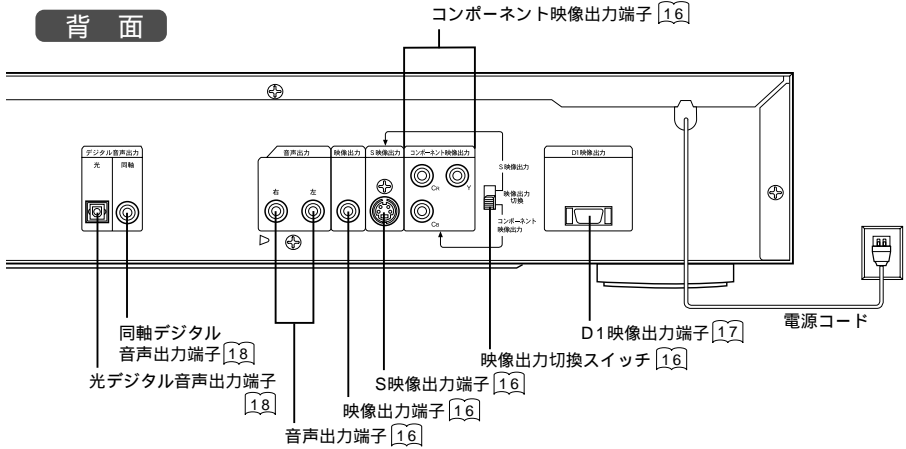 背 面
コンポーネント映像出力端子 16
デジタル音声出力
光 同軸
音声出力
右 左
映像出力
S映像出力
コンポーネント映像出力
CR Y
CB
S映像出力
映像出力
切換
コンポーネント
映像出力
D1映像出力
電源コード
D1映像出力端子 17
映像出力切換スイッチ 16
S映像出力端子 16
映像出力端子 16
音声出力端子 16
同軸デジタル
音声出力端子 18
光デジタル音声出力端子
18